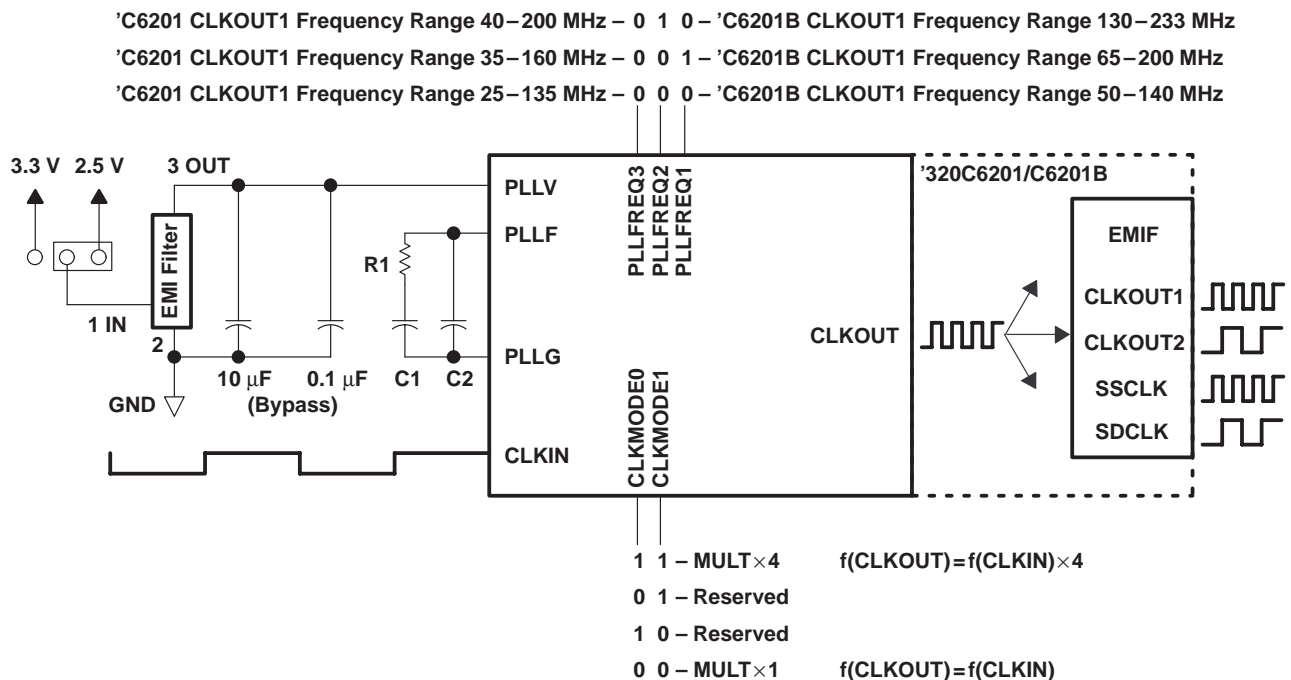 ’C6201 CLKOUT1 Frequency Range 40–200 MHz – 0 1 0 – ’C6201B CLKOUT1 Frequency Range 130–233 MHz
’C6201 CLKOUT1 Frequency Range 35–160 MHz – 0 0 1 – ’C6201B CLKOUT1 Frequency Range 65–200 MHz
’C6201 CLKOUT1 Frequency Range 25–135 MHz – 0 0 0 – ’C6201B CLKOUT1 Frequency Range 50–140 MHz
3.3 V 2.5 V 3 OUT
EMI Filter
1 IN
2
GND
10 μF 0.1 μF
(Bypass)
R1
C1 C2
PLLV
PLLF
PLLG
CLKIN
PLLFREQ3
PLLFREQ2
PLLFREQ1
CLKMODE0
CLKMODE1
CLKOUT
’320C6201/C6201B
EMIF
CLKOUT1
CLKOUT2
SSCLK
SDCLK
1 1 – MULT×4 f(CLKOUT)=f(CLKIN)×4
0 1 – Reserved
1 0 – Reserved
0 0 – MULT×1 f(CLKOUT)=f(CLKIN)